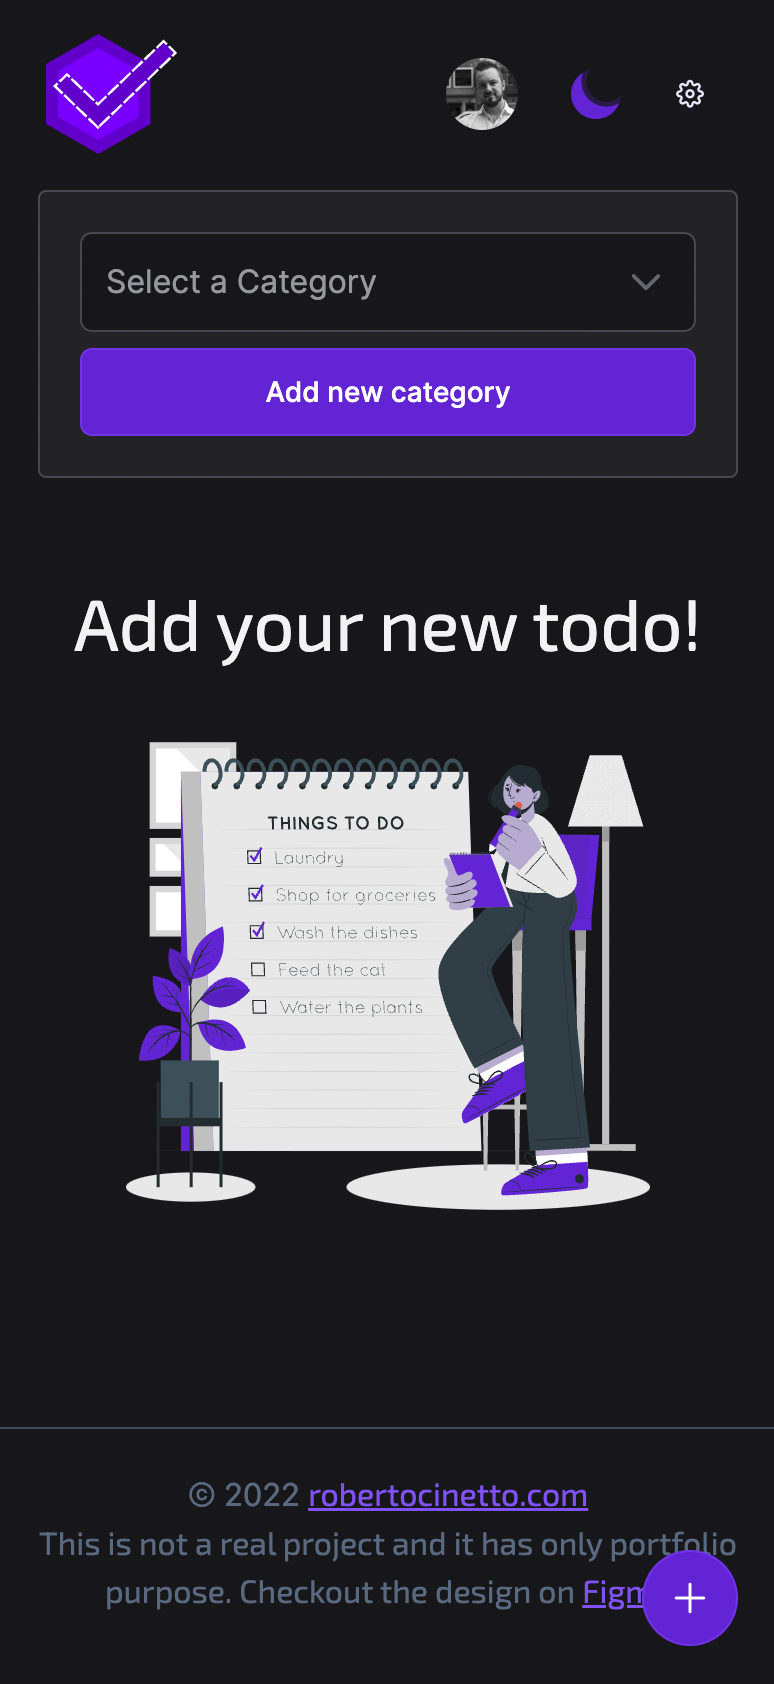 Select a Category
Add new category
Add your new todo!
THINGS TO DO
Laundry
Shop for groceries
Wash the dishes
Feed the cat
Water the plants
© 2022 robertocinetto.com
This is not a real project and it has only portfolio
purpose. Checkout the design on